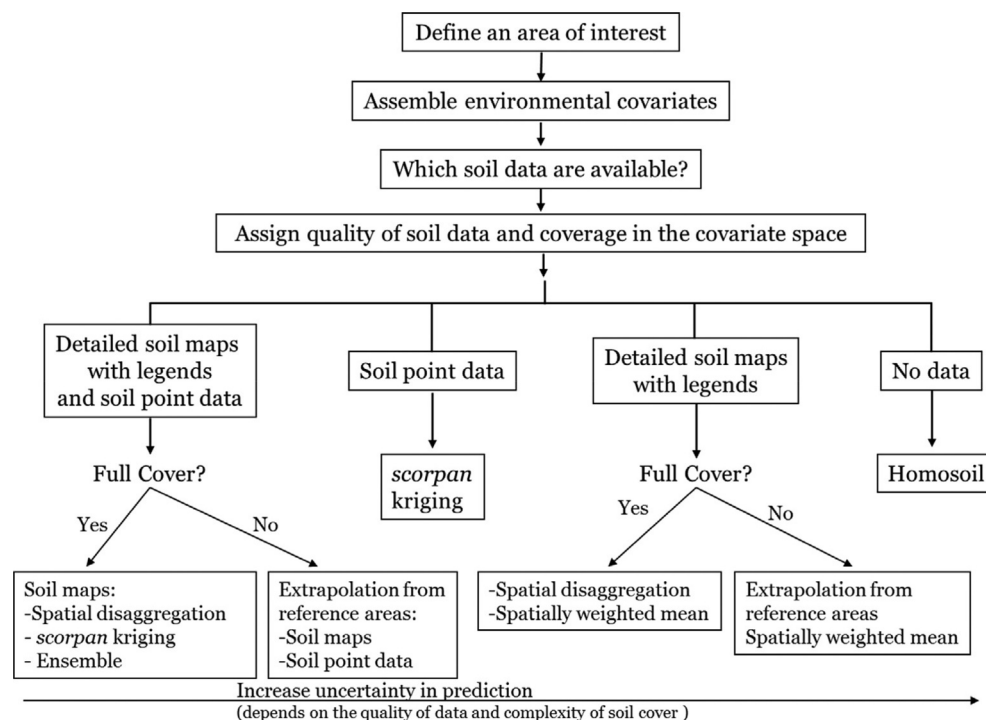 Define an area of interest
Assemble environmental covariates
Which soil data are available?
Assign quality of soil data and coverage in the covariate space
Detailed soil maps
with legends
and soil point data
Soil point data
Detailed soil maps
with legends
No data
Full Cover?
scorpan
kriging
Full Cover?
Homosoil
Yes
No
Yes
No
Soil maps:
-Spatial disaggregation
- scorpan kriging
- Ensemble
Extrapolation from
reference areas:
-Soil maps
-Soil point data
-Spatial disaggregation
-Spatially weighted mean
Extrapolation from
reference areas
Spatially weighted mean
Increase uncertainty in prediction
(depends on the quality of data and complexity of soil cover )